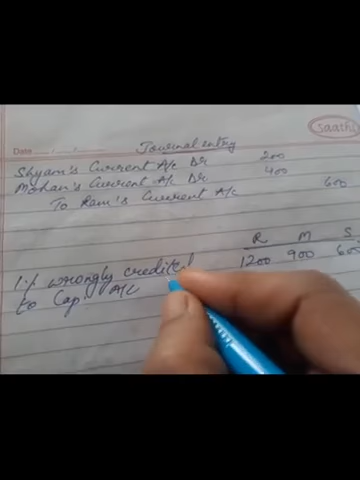 Saathi
Date ....../....../......
Journal entry
Shyam's Current A/c Dr 200
Mohan's Current A/c Dr 400
To Ram's Current A/c 600
R M S
1% wrongly credited 1200 900 600
to Cap. A/c